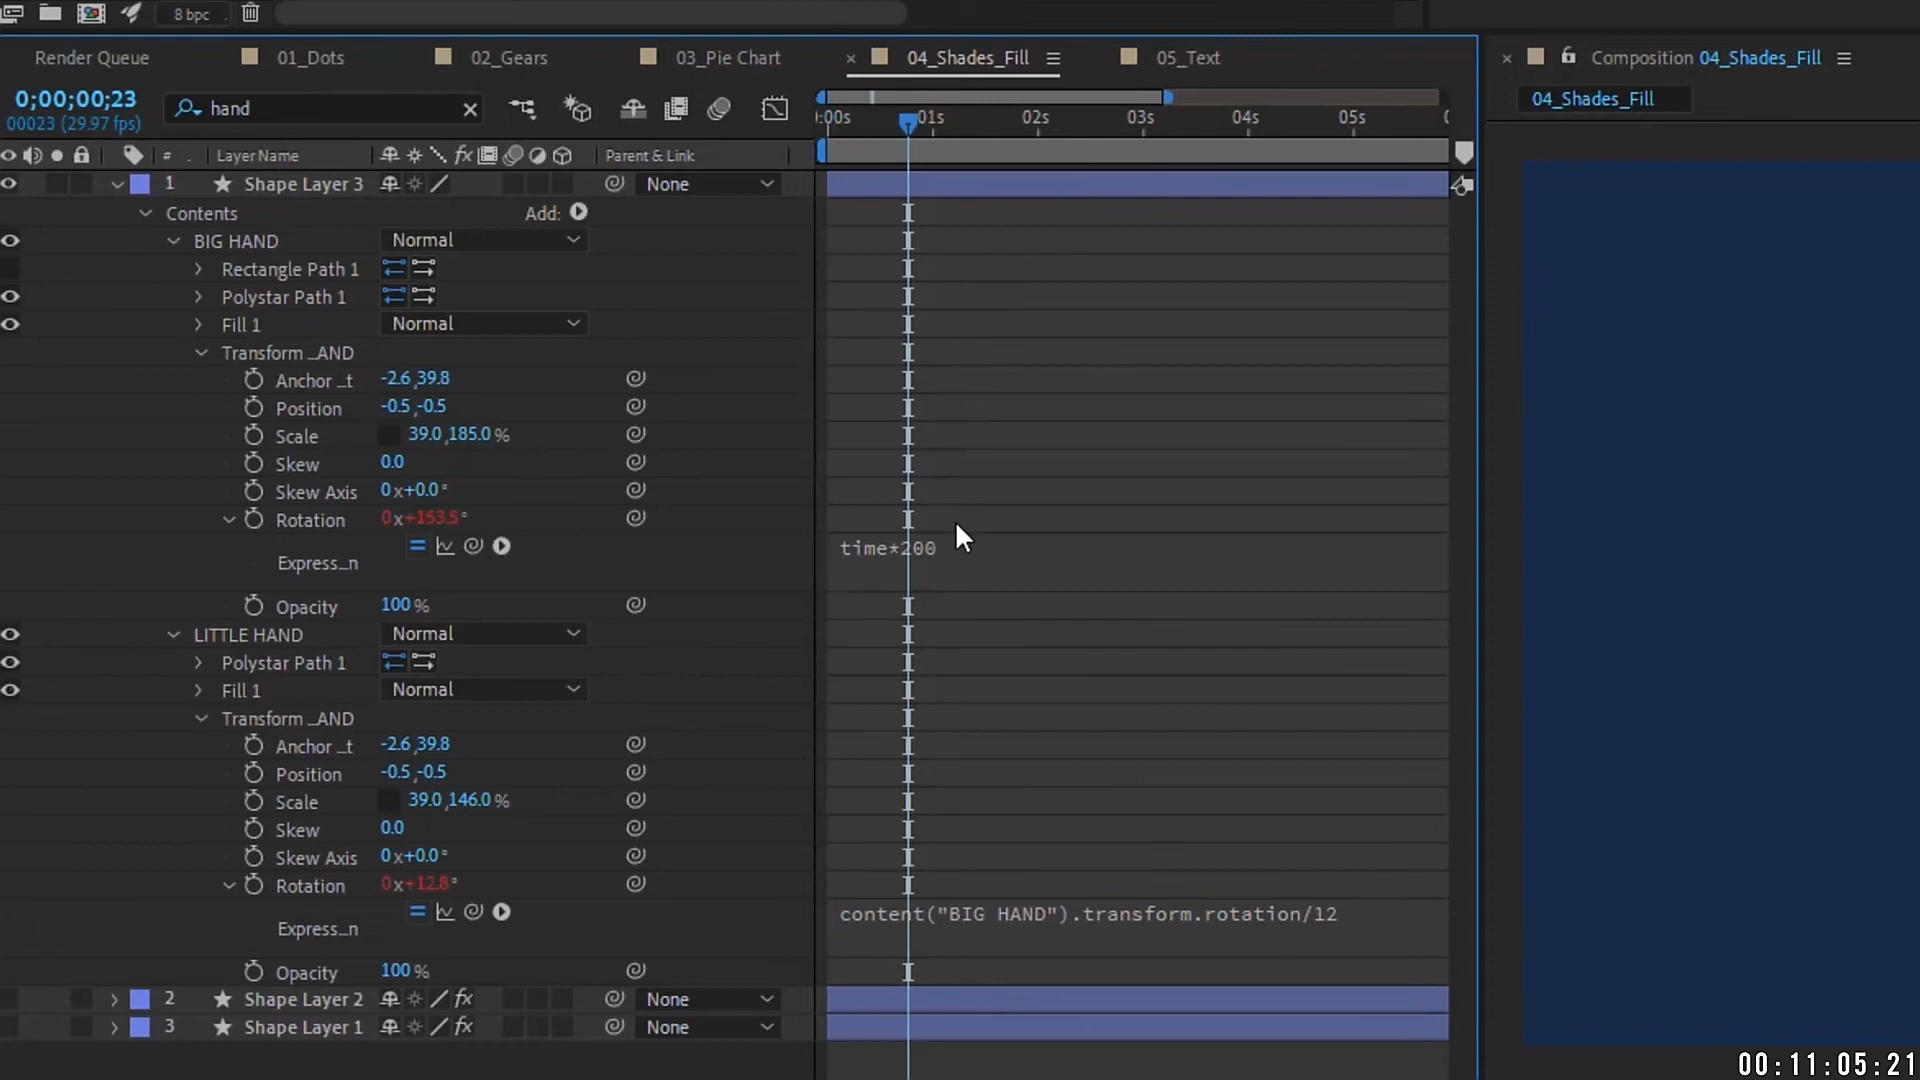 8 bpc
Render Queue
01_Dots
02_Gears
03_Pie Chart
× 04_Shades_Fill
05_Text
× Composition 04_Shades_Fill
0;00;00;23
00023 (29.97 fps)
hand
04_Shades_Fill
:00s 01s 02s 03s 04s 05s
# . Layer Name fx Parent & Link
1 Shape Layer 3 None
Contents Add:
BIG HAND Normal
Rectangle Path 1
Polystar Path 1
Fill 1 Normal
Transform ...AND
Anchor ...t -2.6,39.8
Position -0.5,-0.5
Scale 39.0,185.0 %
Skew 0.0
Skew Axis 0x+0.0°
Rotation 0x+153.5°
Express...n time*200
Opacity 100 %
LITTLE HAND Normal
Polystar Path 1
Fill 1 Normal
Transform ...AND
Anchor ...t -2.6,39.8
Position -0.5,-0.5
Scale 39.0,146.0 %
Skew 0.0
Skew Axis 0x+0.0°
Rotation 0x+12.8°
Express...n content("BIG HAND").transform.rotation/12
Opacity 100 %
2 Shape Layer 2 fx None
3 Shape Layer 1 fx None
00:11:05:21